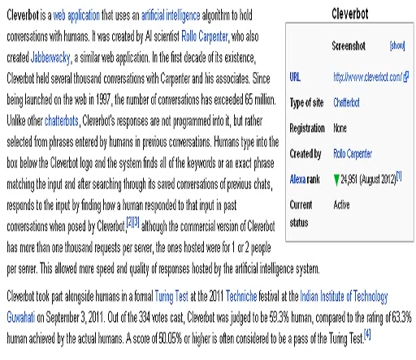 Cleverbot is a web application that uses an artificial intelligence algorithm to hold
conversations with humans. It was created by AI scientist Rollo Carpenter, who also
created Jabberwacky, a similar web application. In the first decade of its existence,
Cleverbot held several thousand conversations with Carpenter and his associates. Since
being launched on the web in 1997, the number of conversations has exceeded 65 million.
Unlike other chatterbots, Cleverbot's responses are not programmed into it, but rather
selected from phrases entered by humans in previous conversations. Humans type into the
box below the Cleverbot logo and the system finds all of the keywords or an exact phrase
matching the input and after searching through its saved conversations of previous chats,
responds to the input by finding how a human responded to that input in past
conversations when posed by Cleverbot,[2][3] although the commercial version of Cleverbot
has more than one thousand requests per server, the ones hosted were for 1 or 2 people
per server. This allowed more speed and quality of responses hosted by the artificial intelligence system.
Cleverbot took part alongside humans in a formal Turing Test at the 2011 Techniche festival at the Indian Institute of Technology
Guwahati on September 3, 2011. Out of the 334 votes cast, Cleverbot was judged to be 59.3% human, compared to the rating of 63.3%
human achieved by the actual humans. A score of 50.05% or higher is often considered to be a pass of the Turing Test.[4]
Cleverbot
Screenshot [show]
URL http://www.cleverbot.com/
Type of site Chatterbot
Registration None
Created by Rollo Carpenter
Alexa rank ▼ 24,951 (August 2012)[1]
Current Active
status